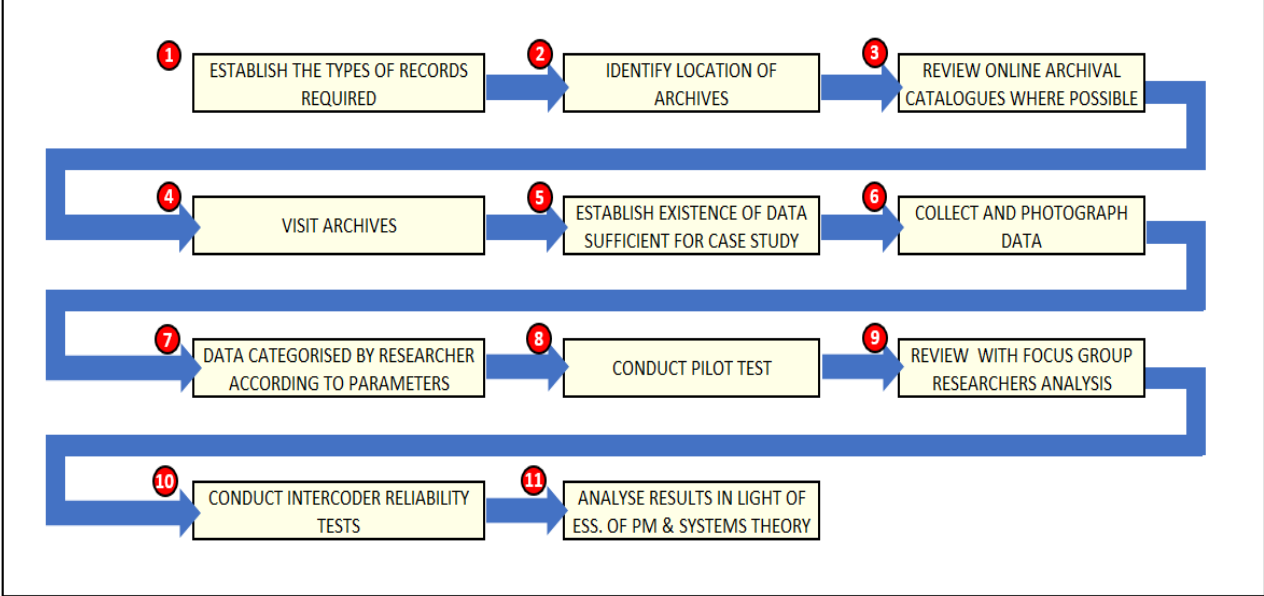 1
ESTABLISH THE TYPES OF RECORDS
REQUIRED
2
IDENTIFY LOCATION OF
ARCHIVES
3
REVIEW ONLINE ARCHIVAL
CATALOGUES WHERE POSSIBLE
4
VISIT ARCHIVES
5
ESTABLISH EXISTENCE OF DATA
SUFFICIENT FOR CASE STUDY
6
COLLECT AND PHOTOGRAPH
DATA
7
DATA CATEGORISED BY RESEARCHER
ACCORDING TO PARAMETERS
8
CONDUCT PILOT TEST
9
REVIEW WITH FOCUS GROUP
RESEARCHERS ANALYSIS
10
CONDUCT INTERCODER RELIABILITY
TESTS
11
ANALYSE RESULTS IN LIGHT OF
ESS. OF PM & SYSTEMS THEORY